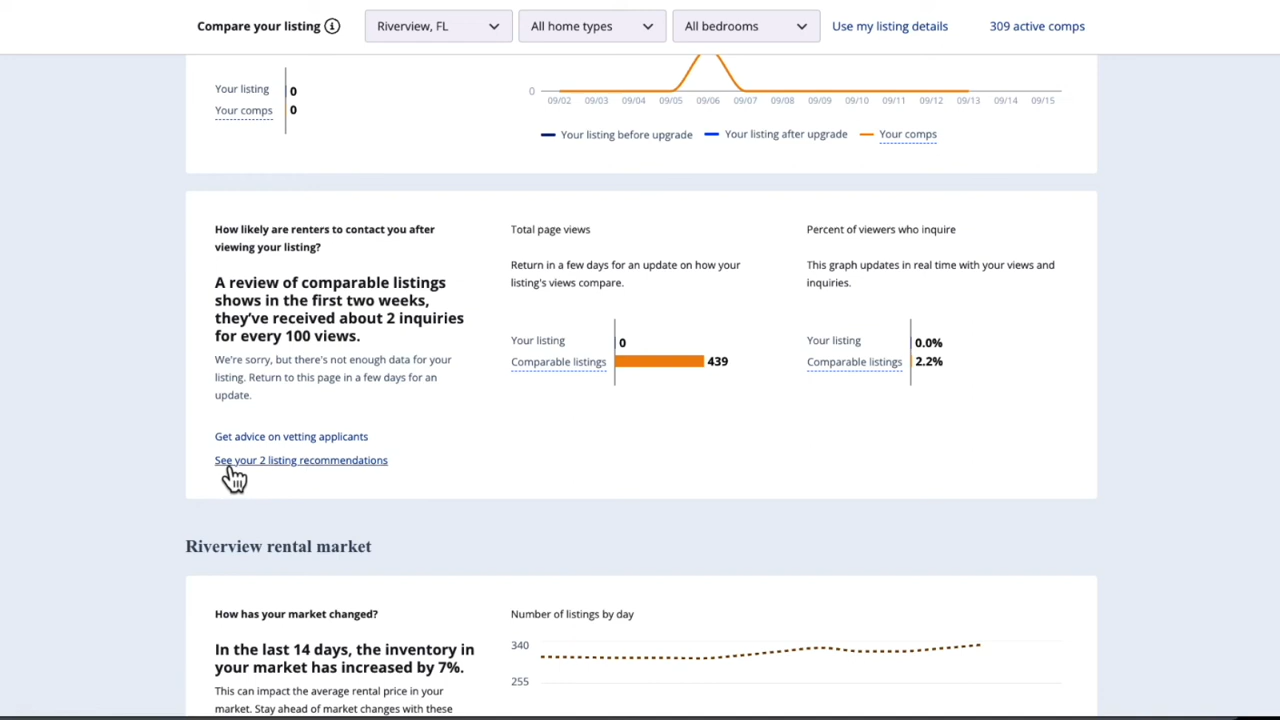 Compare your listing
Riverview, FL
All home types
All bedrooms
Use my listing details
309 active comps
Your listing
0
Your comps
0
0
09/02 09/03 09/04 09/05 09/06 09/07 09/08 09/09 09/10 09/11 09/12 09/13 09/14 09/15
Your listing before upgrade
Your listing after upgrade
Your comps
How likely are renters to contact you after
viewing your listing?
A review of comparable listings
shows in the first two weeks,
they've received about 2 inquiries
for every 100 views.
We're sorry, but there's not enough data for your
listing. Return to this page in a few days for an
update.
Get advice on vetting applicants
See your 2 listing recommendations
Total page views
Return in a few days for an update on how your
listing's views compare.
Your listing
0
Comparable listings
439
Percent of viewers who inquire
This graph updates in real time with your views and
inquiries.
Your listing
0.0%
Comparable listings
2.2%
Riverview rental market
How has your market changed?
In the last 14 days, the inventory in
your market has increased by 7%.
This can impact the average rental price in your
market. Stay ahead of market changes with these
Number of listings by day
340
255